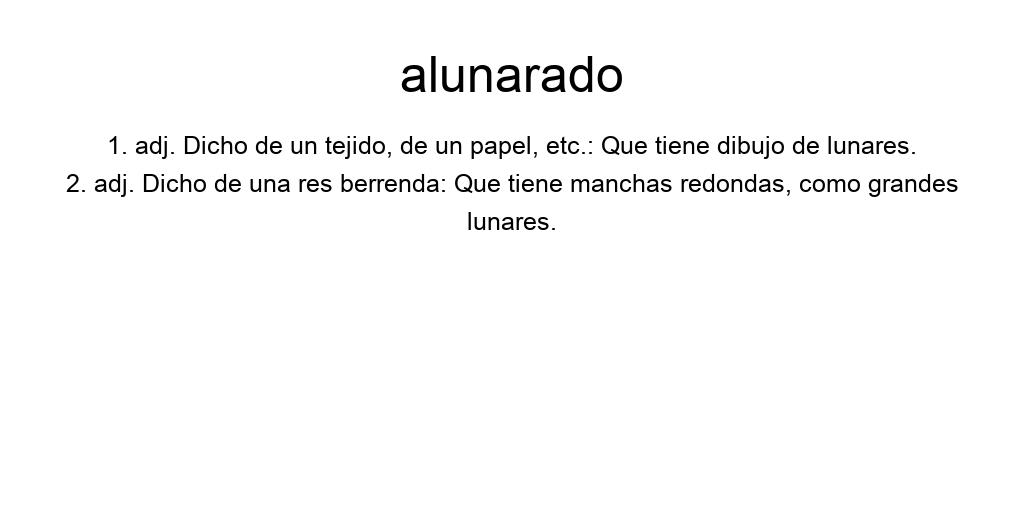 alunarado
1. adj. Dicho de un tejido, de un papel, etc.: Que tiene dibujo de lunares.
2. adj. Dicho de una res berrenda: Que tiene manchas redondas, como grandes
lunares.